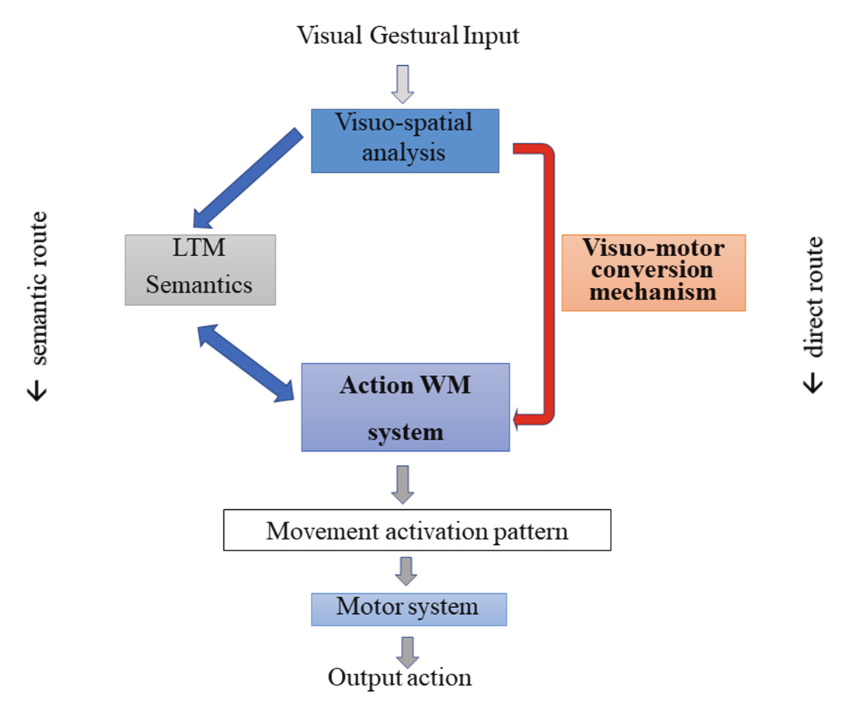 Visual Gestural Input
Visuo-spatial
analysis
← semantic route
LTM
Semantics
Visuo-motor
conversion
mechanism
← direct route
Action WM
system
Movement activation pattern
Motor system
Output action